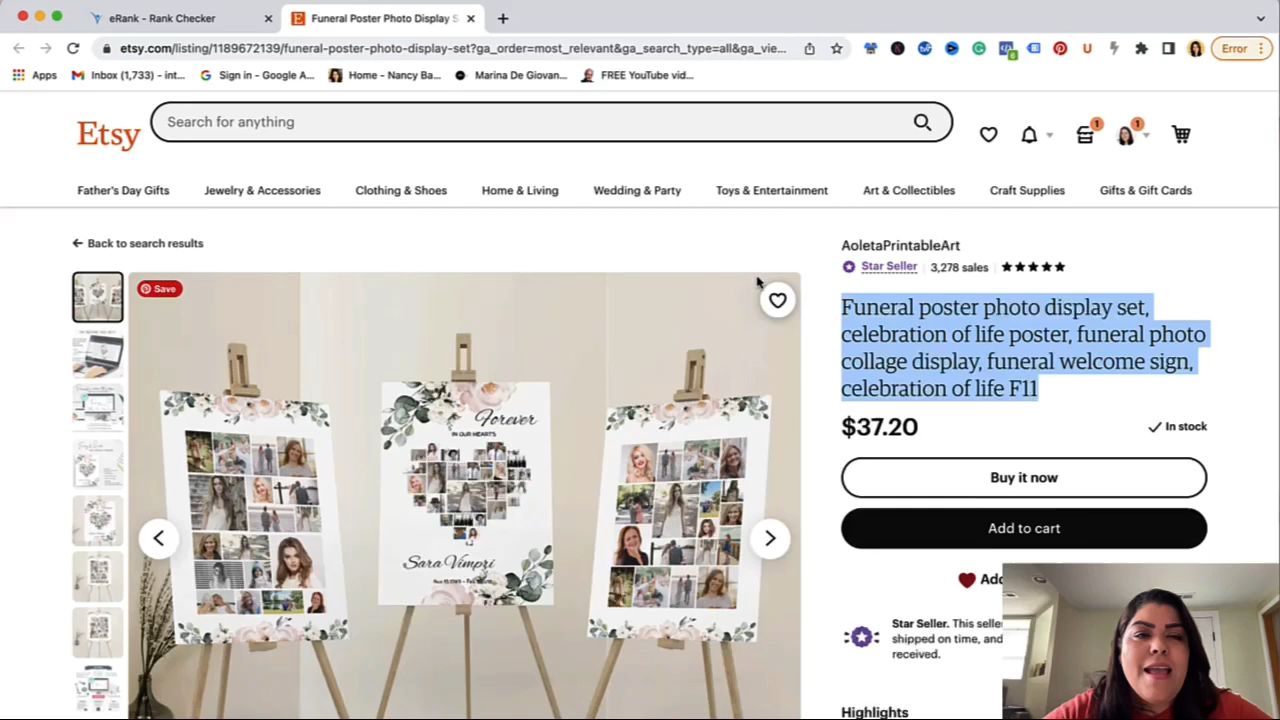 eRank - Rank Checker
Funeral Poster Photo Display S
etsy.com/listing/1189672139/funeral-poster-photo-display-set?ga_order=most_relevant&ga_search_type=all&ga_vie...
Error
Apps
Inbox (1,733) - int...
Sign in - Google A...
Home - Nancy Ba...
Marina De Giovan...
FREE YouTube vid...
Etsy
Search for anything
1
1
Father's Day Gifts
Jewelry & Accessories
Clothing & Shoes
Home & Living
Wedding & Party
Toys & Entertainment
Art & Collectibles
Craft Supplies
Gifts & Gift Cards
Back to search results
Save
Forever
IN OUR HEARTS
Sara Vimpri
AoletaPrintableArt
Star Seller
3,278 sales
Funeral poster photo display set,
celebration of life poster, funeral photo
collage display, funeral welcome sign,
celebration of life F11
$37.20
In stock
Buy it now
Add to cart
Add
Star Seller. This selle
shipped on time, and
received.
Highlights